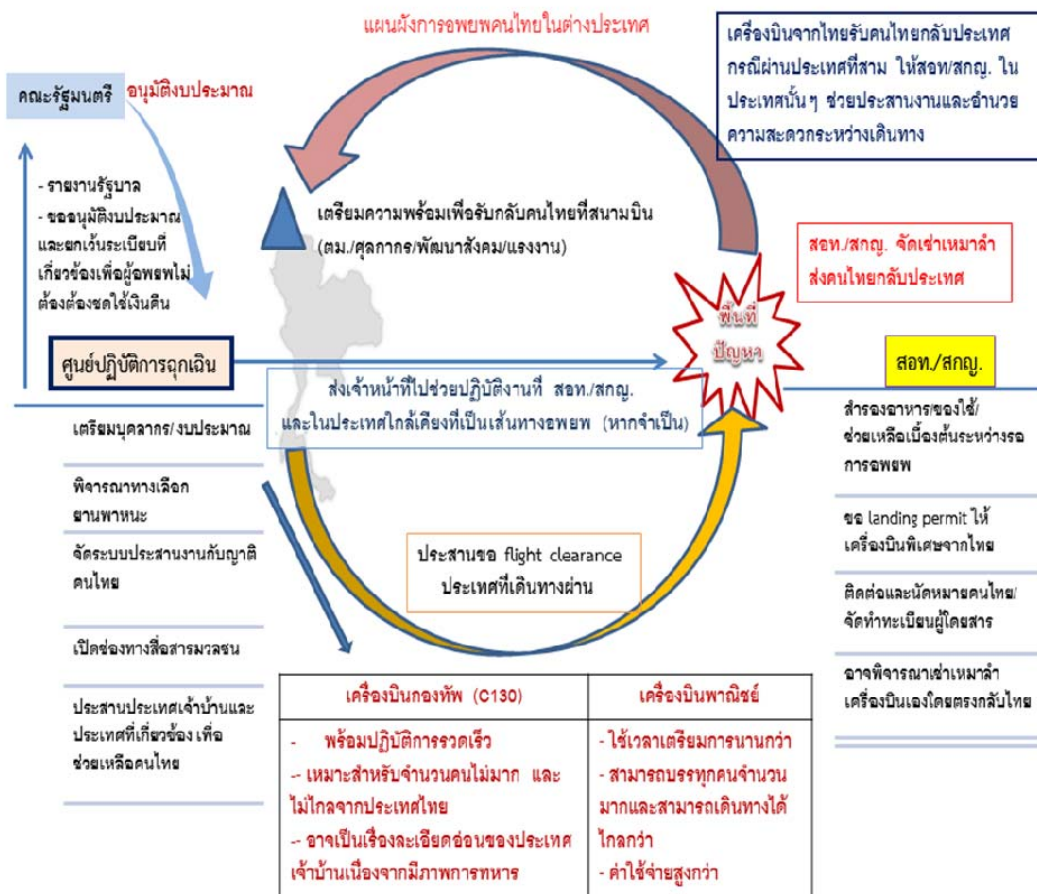 แผนผังการอพยพคนไทยในต่างประเทศ
เครื่องบินจากไทยรับคนไทยกลับประเทศ
กรณีผ่านประเทศที่สาม ให้สอท/สกญ. ใน
ประเทศนั้นๆ ช่วยประสานงานและอำนวย
ความสะดวกระหว่างเดินทาง
คณะรัฐมนตรี
อนุมัติงบประมาณ
- รายงานรัฐบาล
- ขออนุมัติงบประมาณ
และยกเว้นระเบียบที่
เกี่ยวข้องเพื่อผู้อพยพไม่
ต้องต้องชดใช้เงินคืน
เตรียมความพร้อมเพื่อรับกลับคนไทยที่สนามบิน
(ตม./ศุลกากร/พัฒนาสังคม/แรงงาน)
สอท./สกญ. จัดเช่าเหมาลำ
ส่งคนไทยกลับประเทศ
พื้นที่
ปัญหา
ศูนย์ปฏิบัติการฉุกเฉิน
สอท./สกญ.
ส่งเจ้าหน้าที่ไปช่วยปฏิบัติงานที่ สอท./สกญ.
และในประเทศใกล้เคียงที่เป็นเส้นทางอพยพ (หากจำเป็น)
เตรียมบุคลากร/งบประมาณ
พิจารณาทางเลือก
ยานพาหนะ
จัดระบบประสานงานกับญาติ
คนไทย
เปิดช่องทางสื่อสารมวลชน
ประสานประเทศเจ้าบ้านและ
ประเทศที่เกี่ยวข้อง เพื่อ
ช่วยเหลือคนไทย
ประสานขอ flight clearance
ประเทศที่เดินทางผ่าน
สำรองอาหาร/ของใช้/
ช่วยเหลือเบื้องต้นระหว่างรอ
การอพยพ
ขอ landing permit ให้
เครื่องบินพิเศษจากไทย
ติดต่อและนัดหมายคนไทย/
จัดทำทะเบียนผู้โดยสาร
อาจพิจารณาเช่าเหมาลำ
เครื่องบินเองโดยตรงกลับไทย
เครื่องบินกองทัพ (C130)
- พร้อมปฏิบัติการรวดเร็ว
-- เหมาะสำหรับจำนวนคนไม่มาก และ
ไม่ไกลจากประเทศไทย
-- อาจเป็นเรื่องละเอียดอ่อนของประเทศ
เจ้าบ้านเนื่องจากมีภาพการทหาร
เครื่องบินพาณิชย์
- ใช้เวลาเตรียมการนานกว่า
- สามารถบรรทุกคนจำนวน
มากและสามารถเดินทางได้
ไกลกว่า
- ค่าใช้จ่ายสูงกว่า